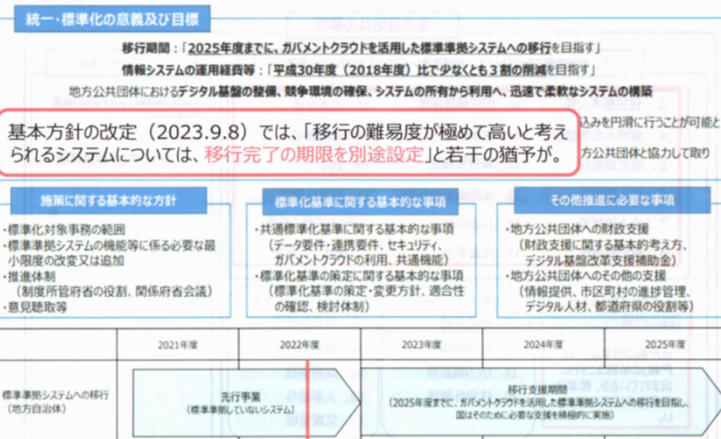 統一・標準化の意義及び目標
移行期間：「2025年度までに、ガバメントクラウドを活用した標準準拠システムへの移行を目指す」
情報システムの運用経費等：「平成30年度（2018年度）比で少なくとも３割の削減を目指す」
地方公共団体におけるデジタル基盤の整備、競争環境の確保、システムの所有から利用へ、迅速で柔軟なシステムの構築
込みを円滑に行うことが可能と
方公共団体と協力して取り
基本方針の改定（2023.9.8）では、「移行の難易度が極めて高いと考え
られるシステムについては、移行完了の期限を別途設定」と若干の猶予が。
施策に関する基本的な方針
・標準化対象事務の範囲
・標準準拠システムの機能等に係る必要な最
小限度の改変又は追加
・推進体制
（制度所管府省の役割、関係府省会議）
・意見聴取等
標準化基準に関する基本的な事項
・共通標準化基準に関する基本的な事項
（データ要件・連携要件、セキュリティ、
ガバメントクラウドの利用、共通機能）
・標準化基準の策定に関する基本的な事項
（標準化基準の策定・変更方針、適合性
の確認、検討体制）
その他推進に必要な事項
・地方公共団体への財政支援
（財政支援に関する基本的考え方、
デジタル基盤改革支援補助金）
・地方公共団体へのその他の支援
（情報提供、市区町村の進捗管理、
デジタル人材、都道府県の役割等）
2021年度
2022年度
2023年度
2024年度
2025年度
標準準拠システムへの移行
（地方自治体）
先行事業
（標準準拠していないシステム）
移行支援期間
（2025年度までに、ガバメントクラウドを活用した標準準拠システムへの移行を目指し、
国はそのために必要な支援を積極的に実施）